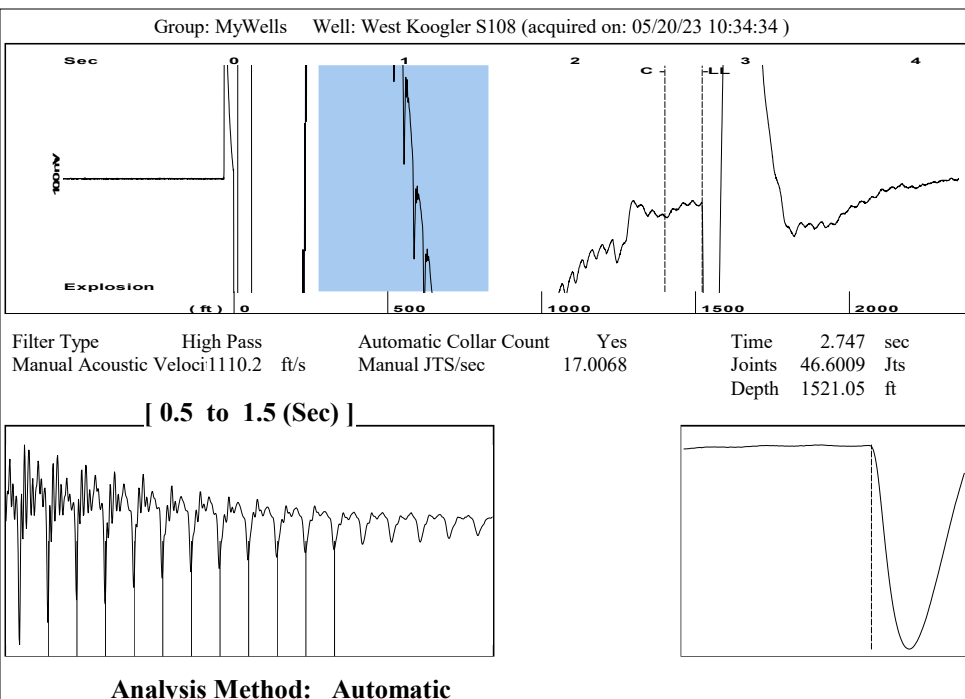 Group: MyWells Well: West Koogler S108 (acquired on: 05/20/23 10:34:34 )
Sec 0 1 2 3 4
C - -LL
100mV
Explosion
( ft ) 0 500 1000 1500 2000
Filter Type High Pass Automatic Collar Count Yes Time 2.747 sec
Manual Acoustic Veloci 1110.2 ft/s Manual JTS/sec 17.0068 Joints 46.6009 Jts
Depth 1521.05 ft
[ 0.5 to 1.5 (Sec) ]
Analysis Method: Automatic